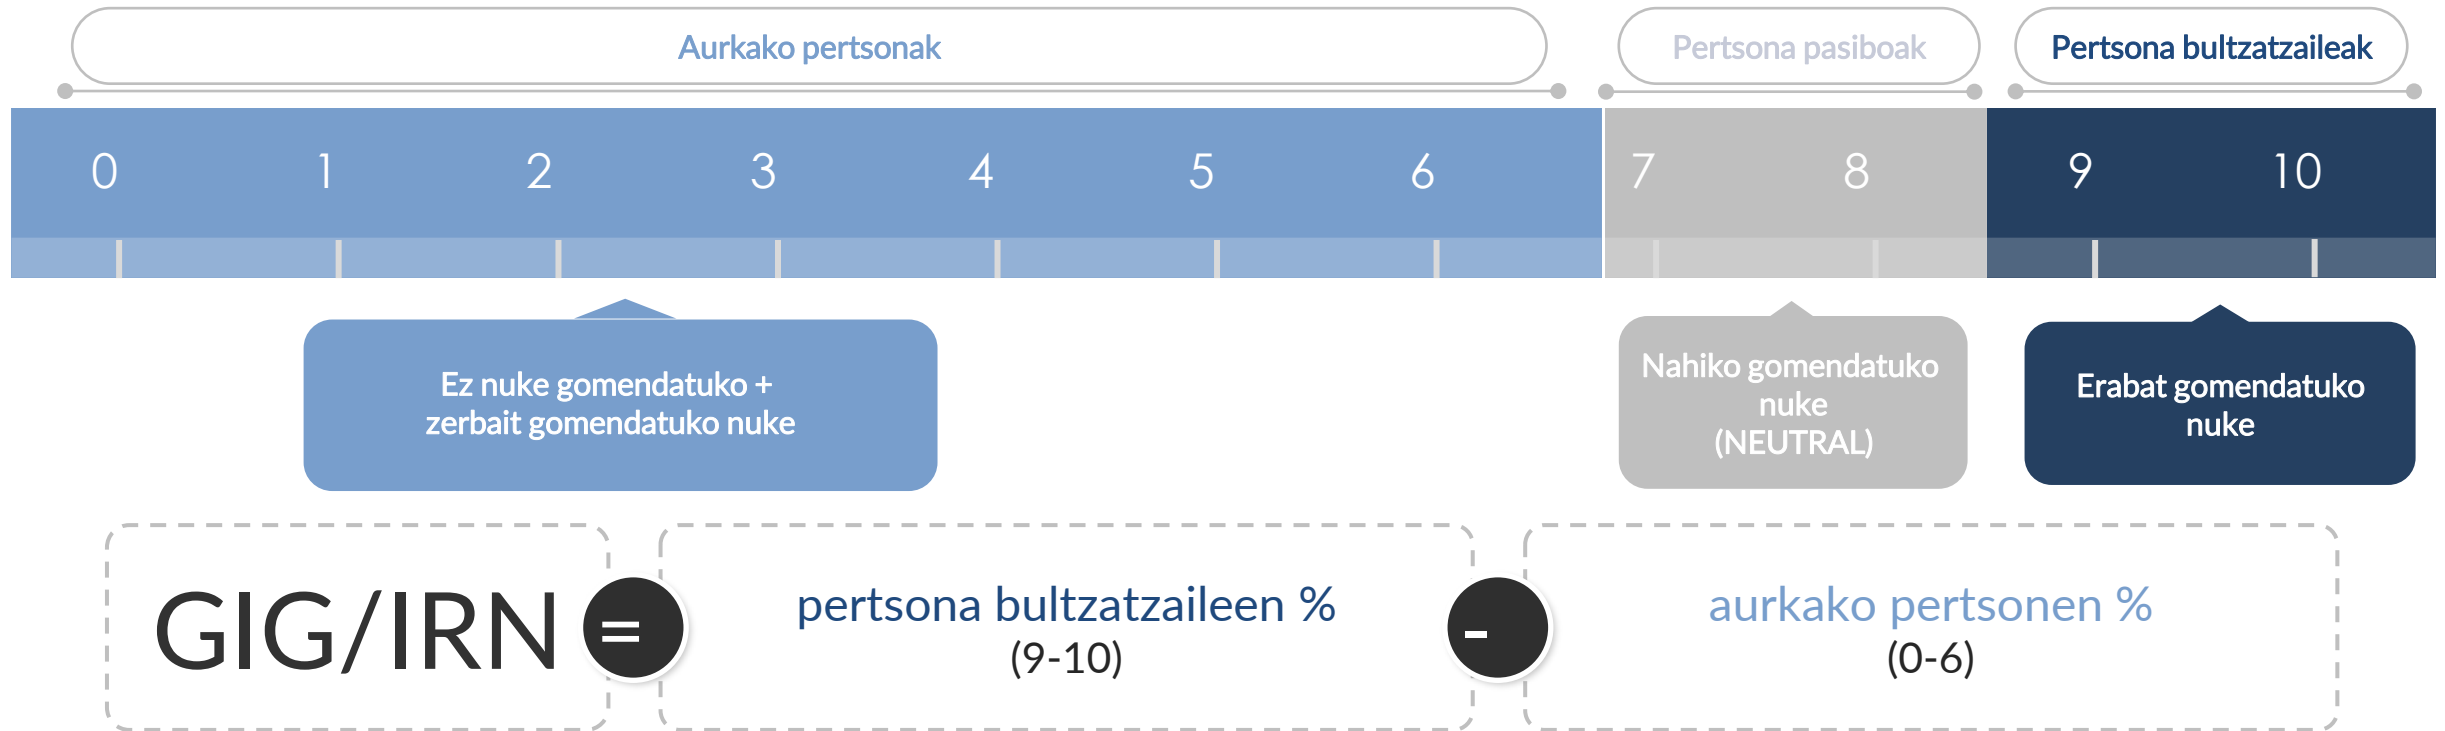 Aurkako pertsonak
Pertsona pasiboak
Pertsona bultzatzaileak
0 1 2 3 4 5 6 7 8 9 10
Ez nuke gomendatuko +
zerbait gomendatuko nuke
Nahiko gomendatuko
nuke
(NEUTRAL)
Erabat gomendatuko
nuke
GIG/IRN
=
pertsona bultzatzaileen %
(9-10)
-
aurkako pertsonen %
(0-6)